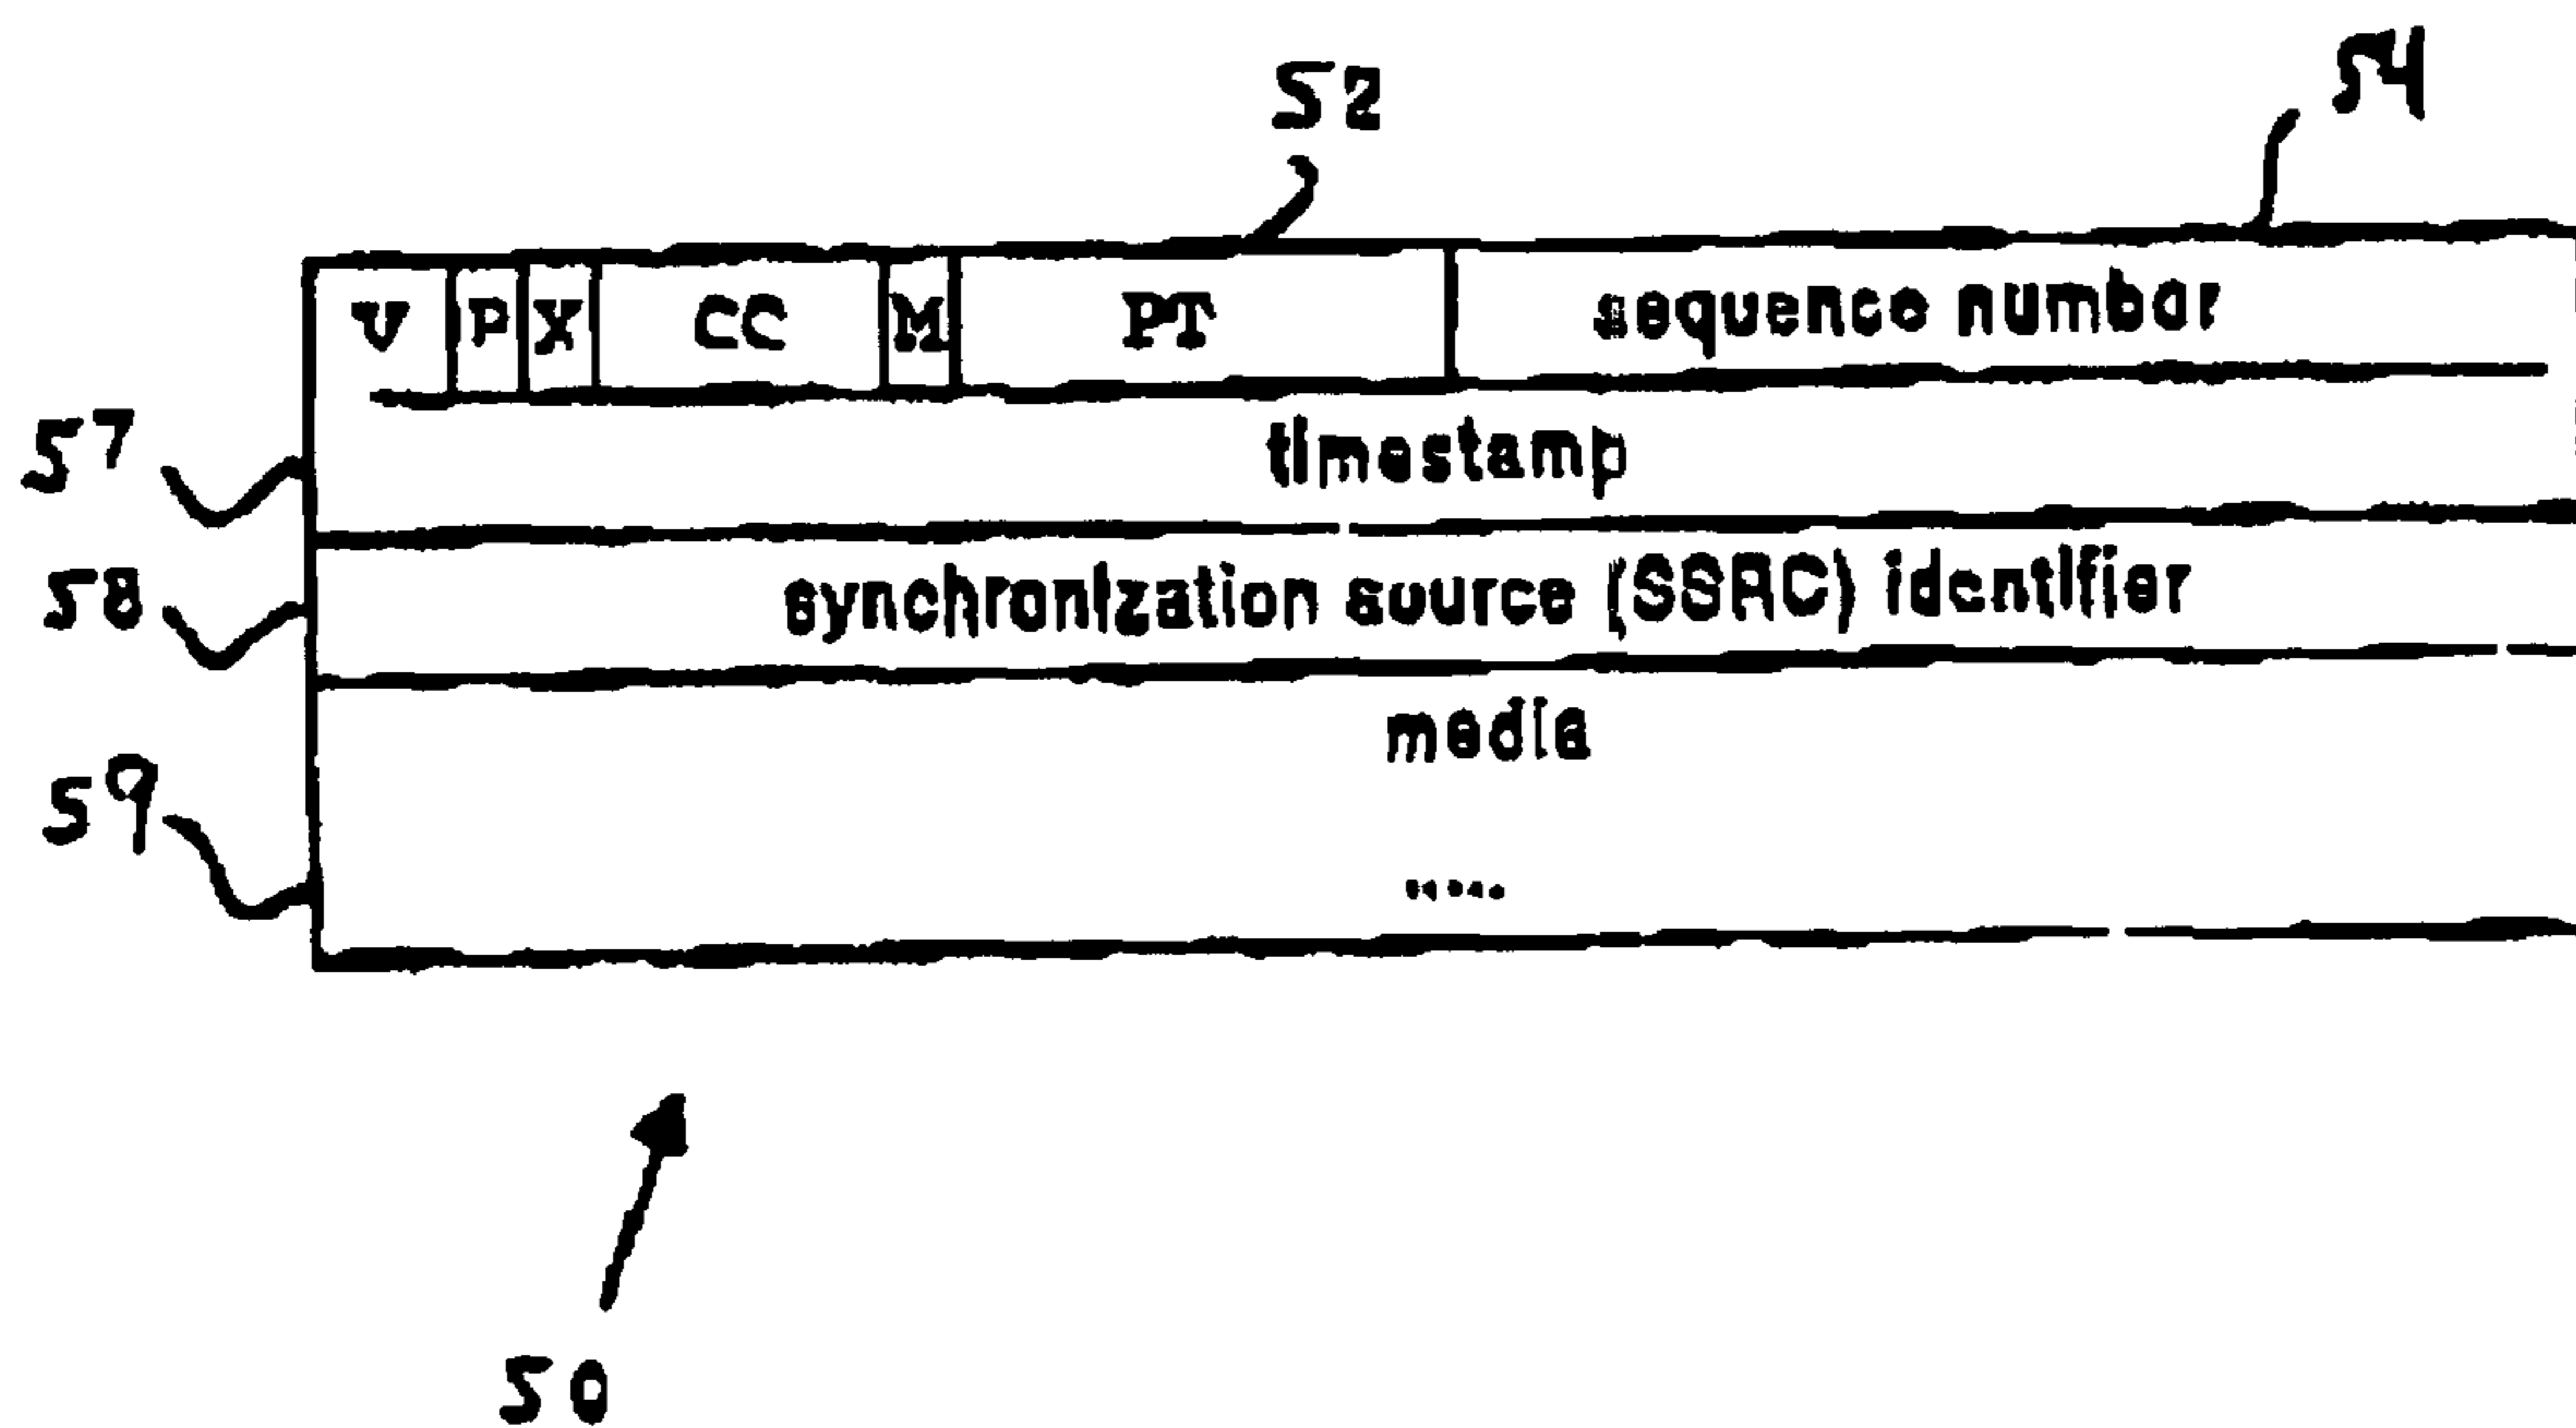 52 54
V P X CC M PT sequence number
57 timestamp
58 synchronization source (SSRC) identifier
media
59
.....
50